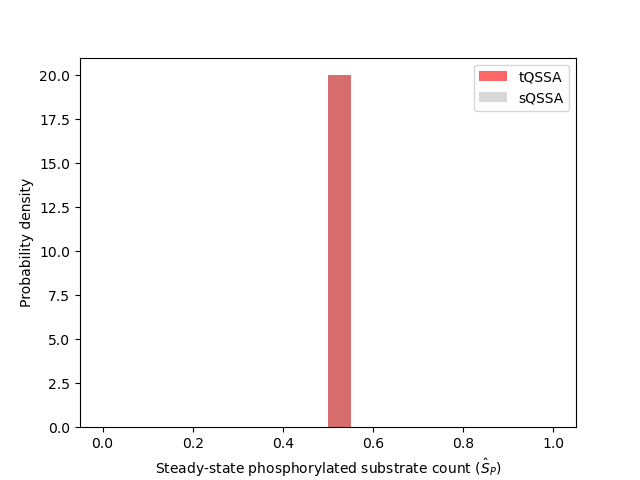 20.0
17.5
15.0
12.5
10.0
7.5
5.0
2.5
0.0
Probability density
tQSSA
sQSSA
0.0 0.2 0.4 0.6 0.8 1.0
Steady-state phosphorylated substrate count ($\hat{S}_P$)